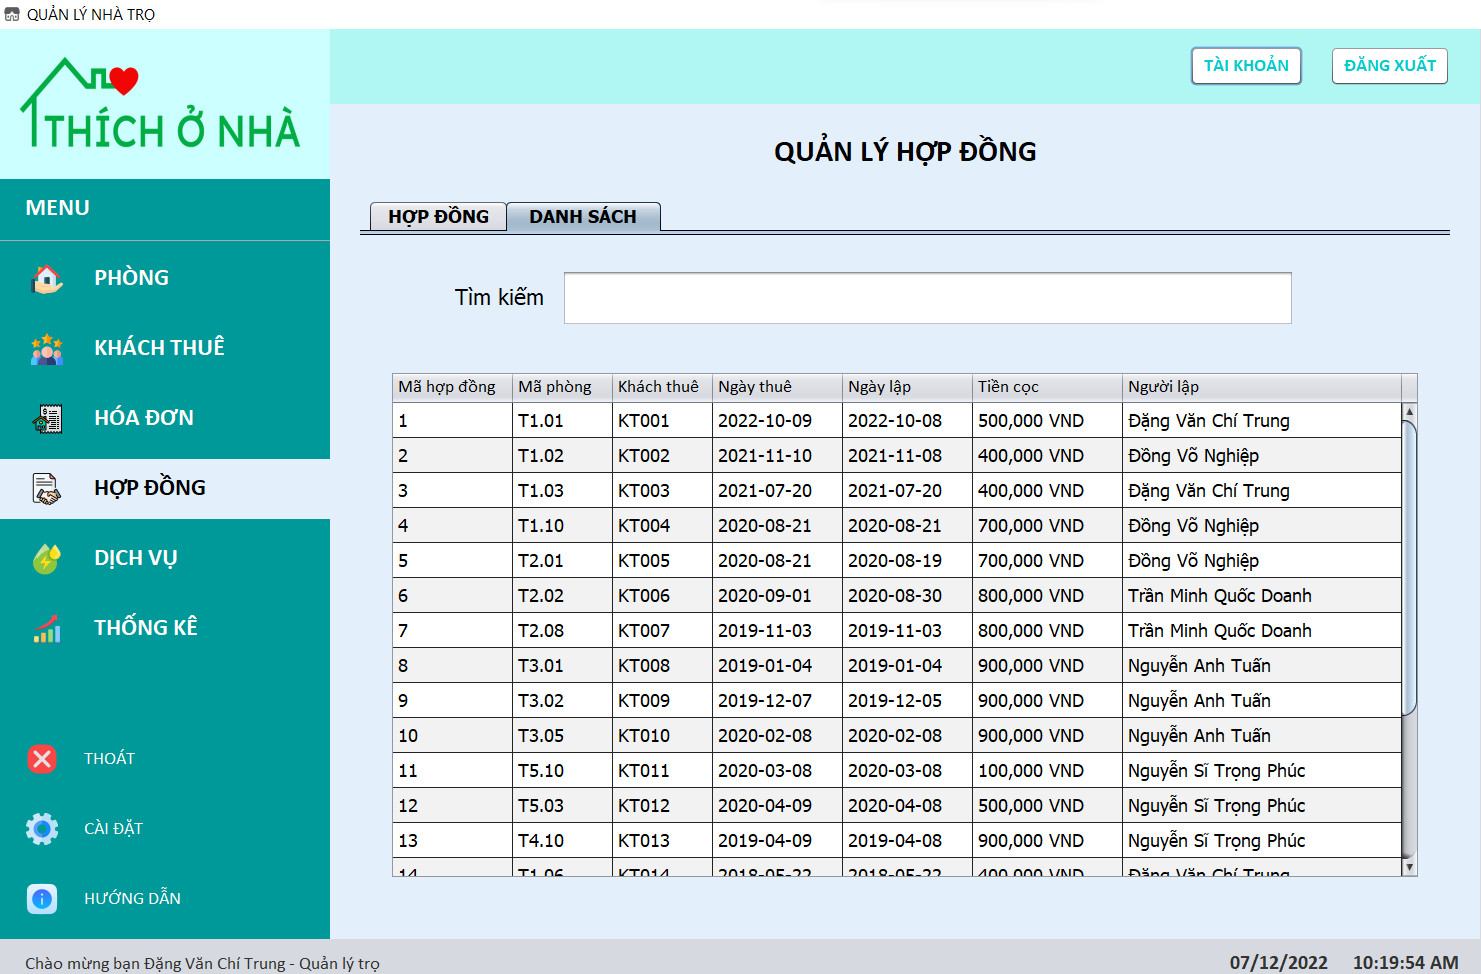 QUẢN LÝ NHÀ TRỌ
THÍCH Ở NHÀ
TÀI KHOẢN ĐĂNG XUẤT
MENU
PHÒNG
KHÁCH THUÊ
HÓA ĐƠN
HỢP ĐỒNG
DỊCH VỤ
THỐNG KÊ
THOÁT
CÀI ĐẶT
HƯỚNG DẪN
QUẢN LÝ HỢP ĐỒNG
HỢP ĐỒNG DANH SÁCH
Tìm kiếm
Mã hợp đồng Mã phòng Khách thuê Ngày thuê Ngày lập Tiền cọc Người lập
1 T1.01 KT001 2022-10-09 2022-10-08 500,000 VND Đặng Văn Chí Trung
2 T1.02 KT002 2021-11-10 2021-11-08 400,000 VND Đồng Võ Nghiệp
3 T1.03 KT003 2021-07-20 2021-07-20 400,000 VND Đặng Văn Chí Trung
4 T1.10 KT004 2020-08-21 2020-08-21 700,000 VND Đồng Võ Nghiệp
5 T2.01 KT005 2020-08-21 2020-08-19 700,000 VND Đồng Võ Nghiệp
6 T2.02 KT006 2020-09-01 2020-08-30 800,000 VND Trần Minh Quốc Doanh
7 T2.08 KT007 2019-11-03 2019-11-03 800,000 VND Trần Minh Quốc Doanh
8 T3.01 KT008 2019-01-04 2019-01-04 900,000 VND Nguyễn Anh Tuấn
9 T3.02 KT009 2019-12-07 2019-12-05 900,000 VND Nguyễn Anh Tuấn
10 T3.05 KT010 2020-02-08 2020-02-08 900,000 VND Nguyễn Anh Tuấn
11 T5.10 KT011 2020-03-08 2020-03-08 100,000 VND Nguyễn Sĩ Trọng Phúc
12 T5.03 KT012 2020-04-09 2020-04-08 500,000 VND Nguyễn Sĩ Trọng Phúc
13 T4.10 KT013 2019-04-09 2019-04-08 900,000 VND Nguyễn Sĩ Trọng Phúc
14 T1.06 KT014 2018-05-22 2018-05-22 400,000 VND Đặng Văn Chí Trung
Chào mừng bạn Đặng Văn Chí Trung - Quản lý trọ 07/12/2022 10:19:54 AM